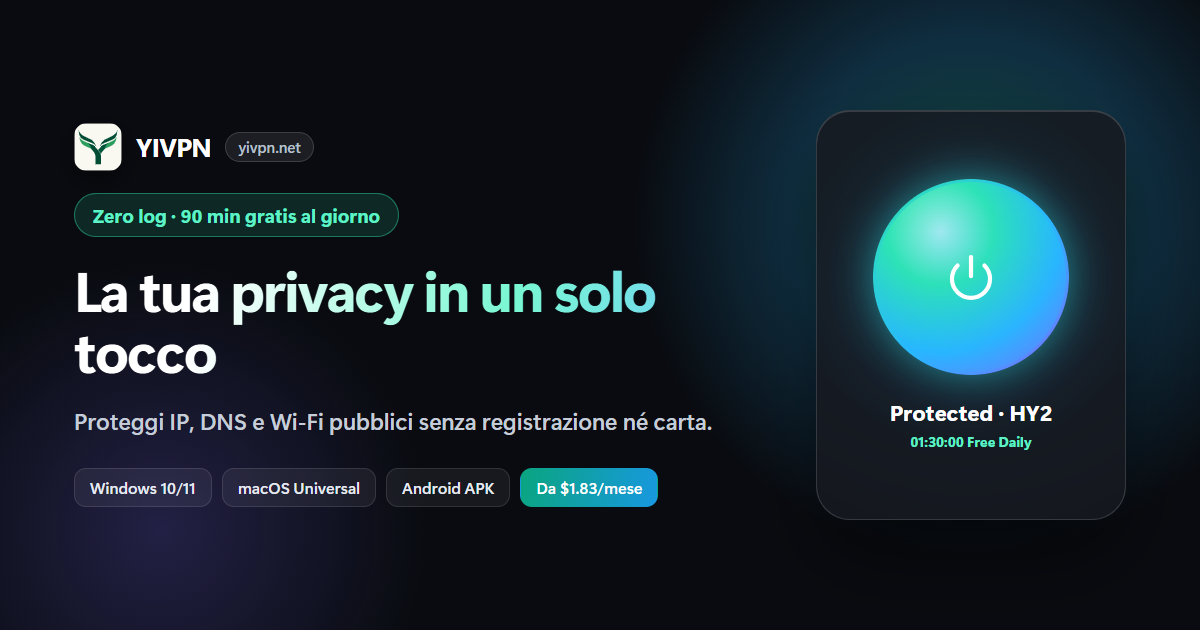 YIVPN
yivpn.net
Zero log · 90 min gratis al giorno
La tua privacy in un solo
tocco
Proteggi IP, DNS e Wi-Fi pubblici senza registrazione né carta.
Windows 10/11
macOS Universal
Android APK
Da $1.83/mese
Protected · HY2
01:30:00 Free Daily